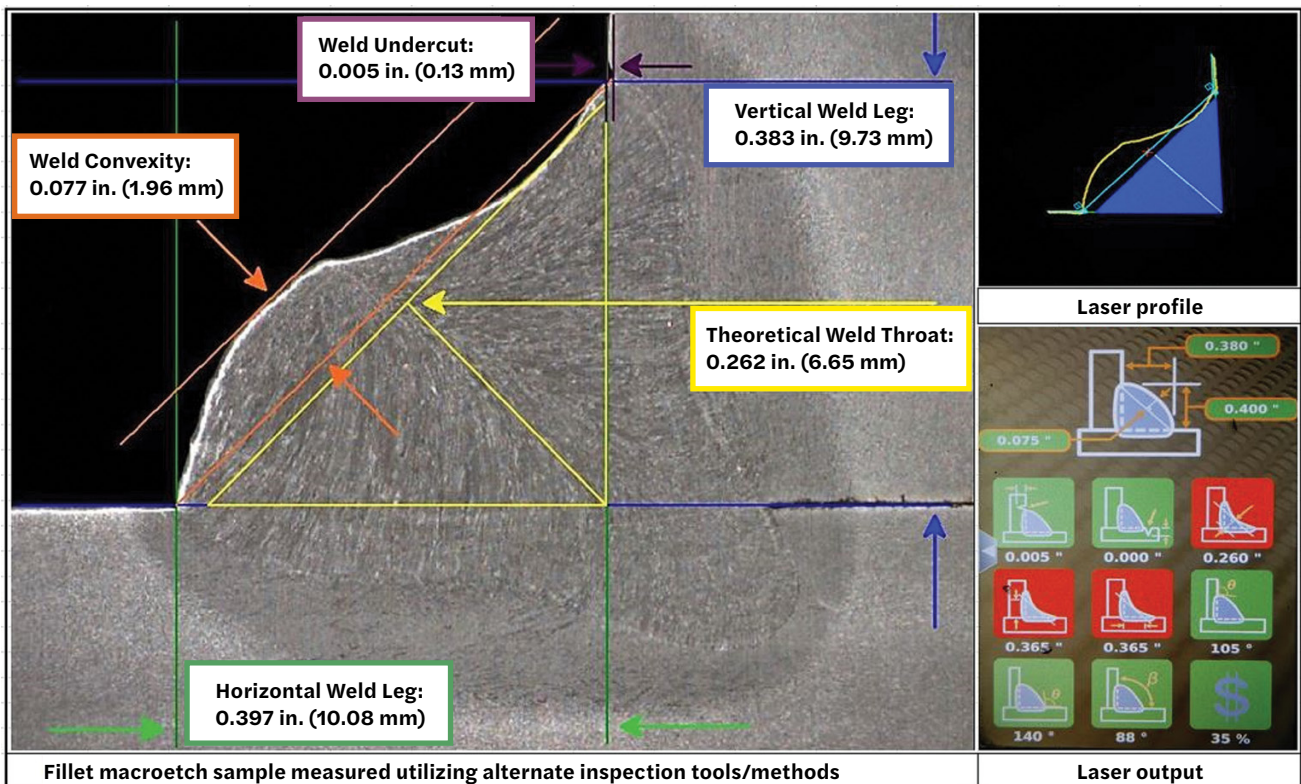 Weld Undercut:
0.005 in. (0.13 mm)
Vertical Weld Leg:
0.383 in. (9.73 mm)
Weld Convexity:
0.077 in. (1.96 mm)
Theoretical Weld Throat:
0.262 in. (6.65 mm)
Horizontal Weld Leg:
0.397 in. (10.08 mm)
Fillet macroetch sample measured utilizing alternate inspection tools/methods
Laser profile
0.380 "
0.400 "
0.075 "
0.005 "
0.000 "
0.260 "
0.365 "
0.365 "
θ
105 °
θ
β
$
140 °
88 °
35 %
Laser output